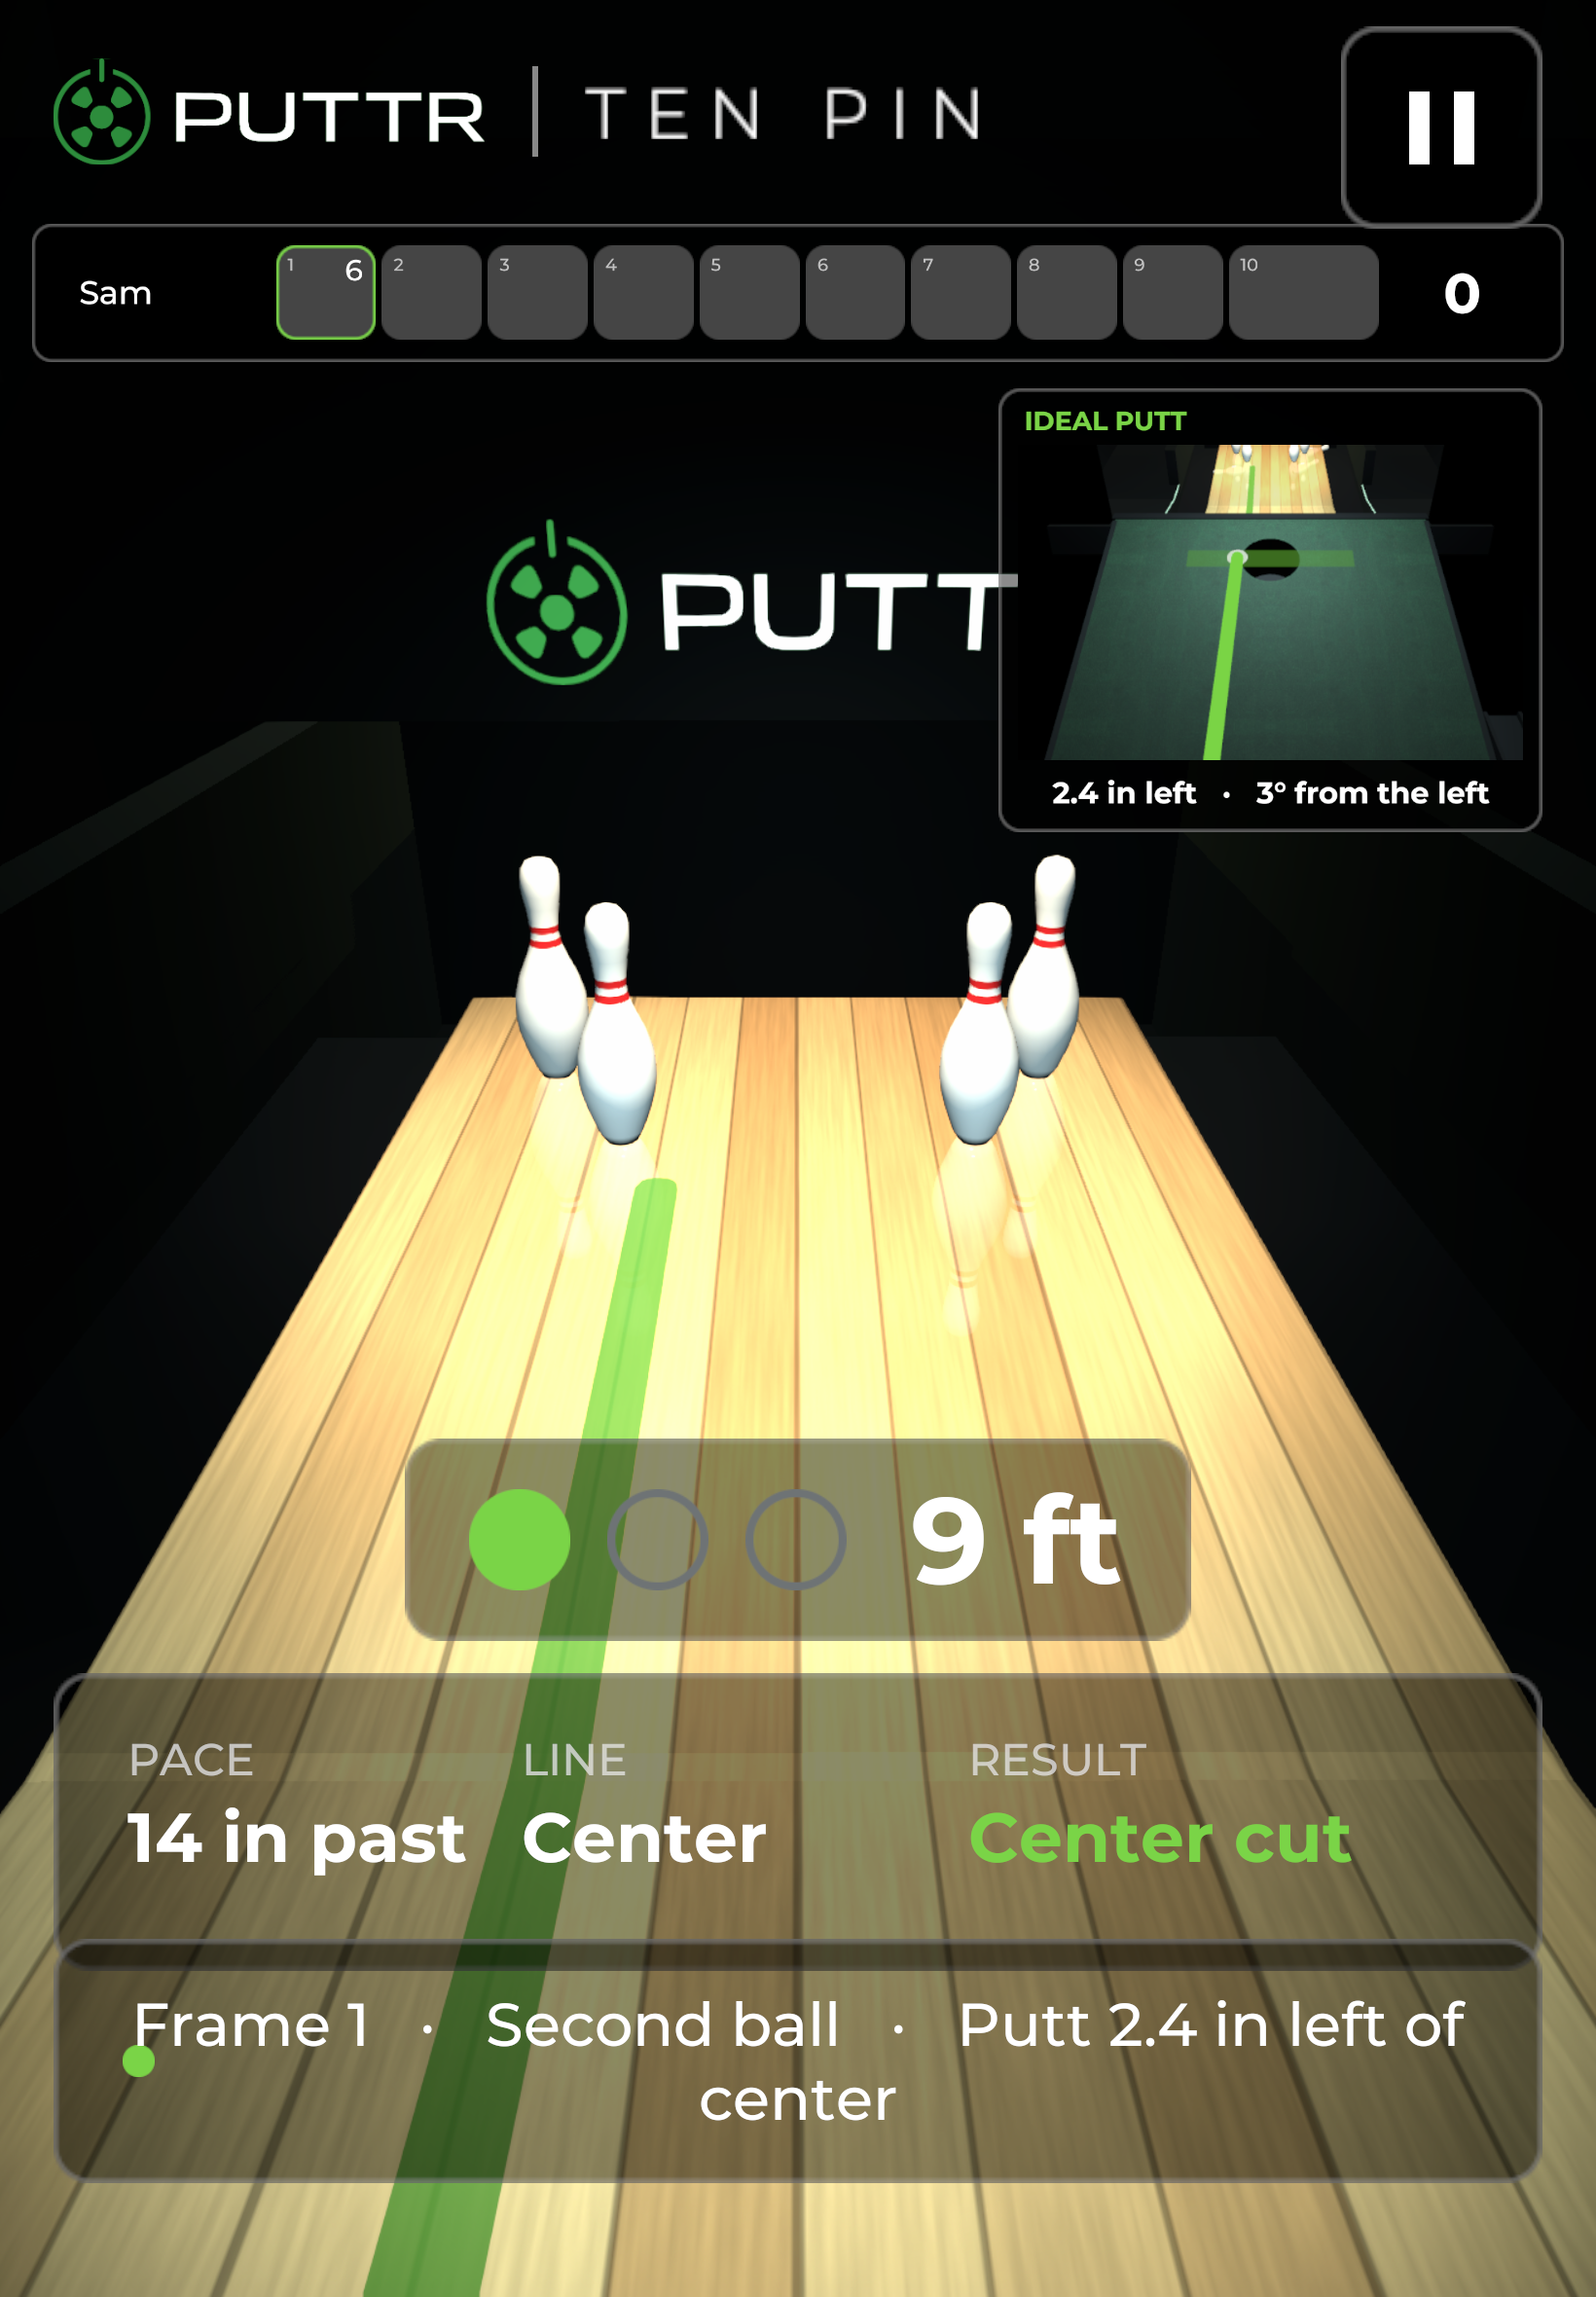 PUTTR | TEN PIN
Sam 1 6 2 3 4 5 6 7 8 9 10 0
IDEAL PUTT
PUTT
2.4 in left · 3° from the left
9 ft
PACE LINE RESULT
14 in past Center Center cut
Frame 1 · Second ball · Putt 2.4 in left of
center